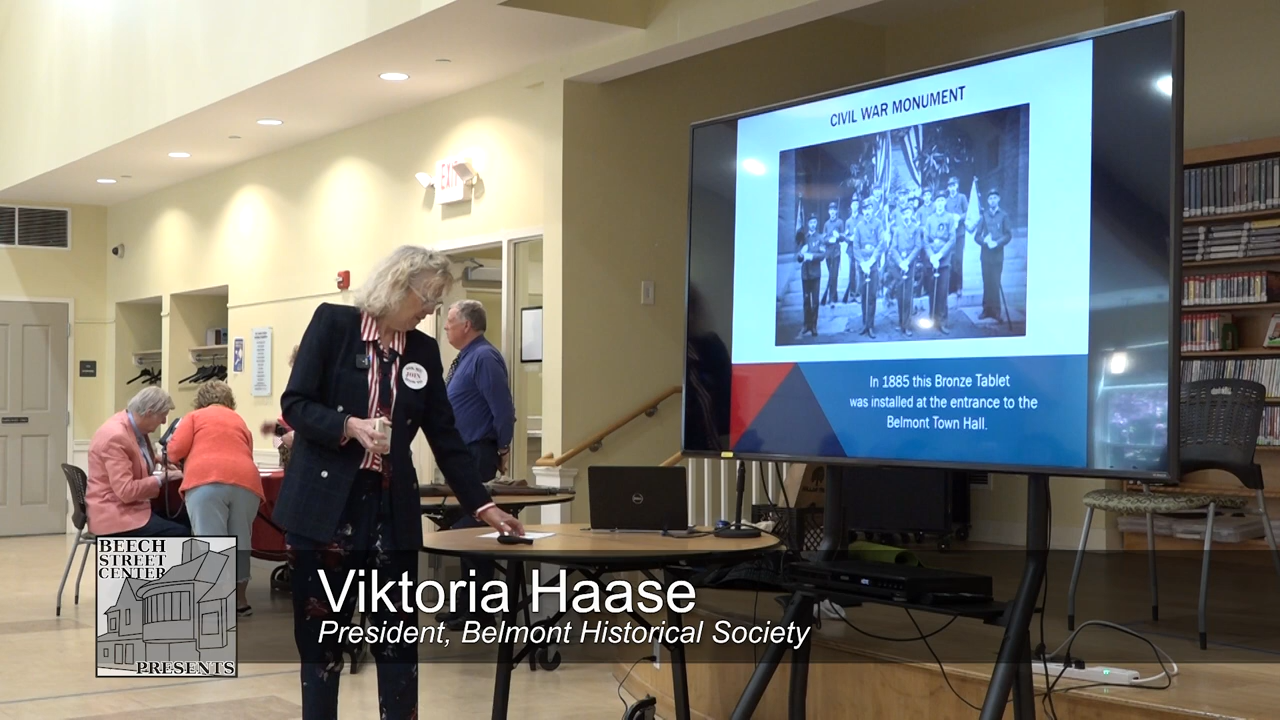 CIVIL WAR MONUMENT
In 1885 this Bronze Tablet
was installed at the entrance to the
Belmont Town Hall.
EXIT
DELL
BEECH
STREET
CENTER
PRESENTS
Viktoria Haase
President, Belmont Historical Society